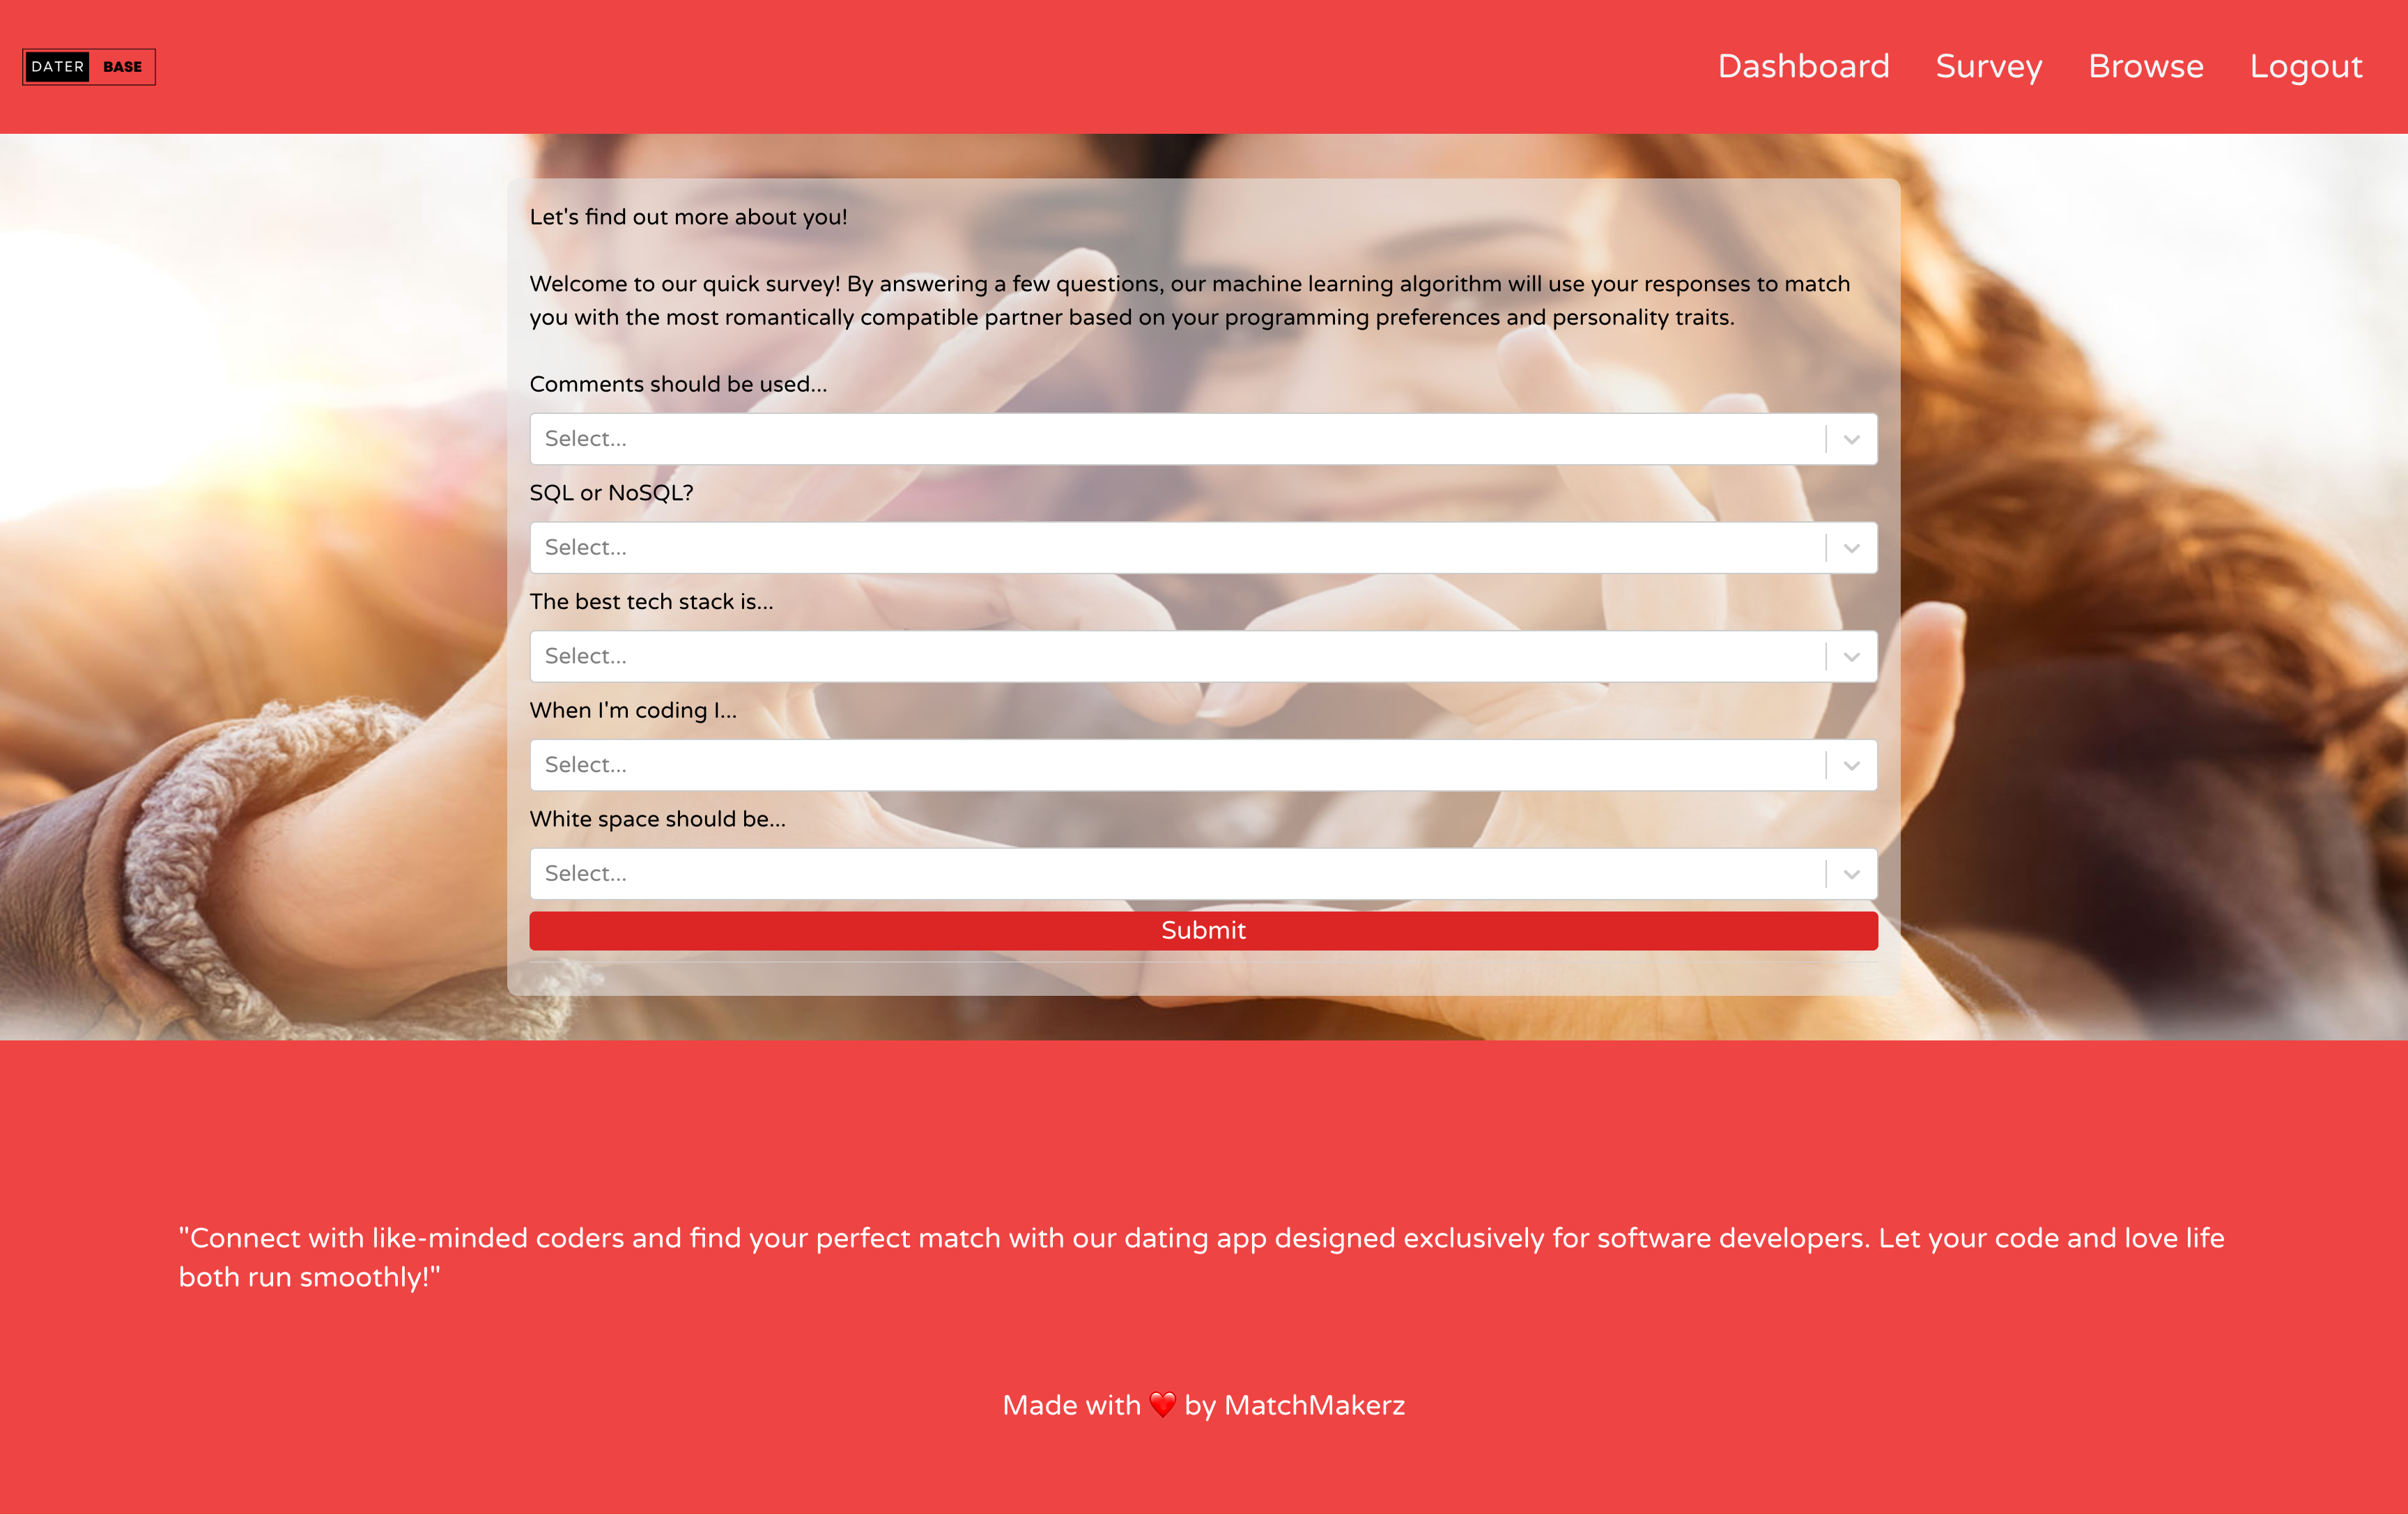 DATER BASE
Dashboard Survey Browse Logout
Let's find out more about you!
Welcome to our quick survey! By answering a few questions, our machine learning algorithm will use your responses to match
you with the most romantically compatible partner based on your programming preferences and personality traits.
Comments should be used...
Select...
SQL or NoSQL?
Select...
The best tech stack is...
Select...
When I'm coding I...
Select...
White space should be...
Select...
Submit
"Connect with like-minded coders and find your perfect match with our dating app designed exclusively for software developers. Let your code and love life
both run smoothly!"
Made with ❤️ by MatchMakerz